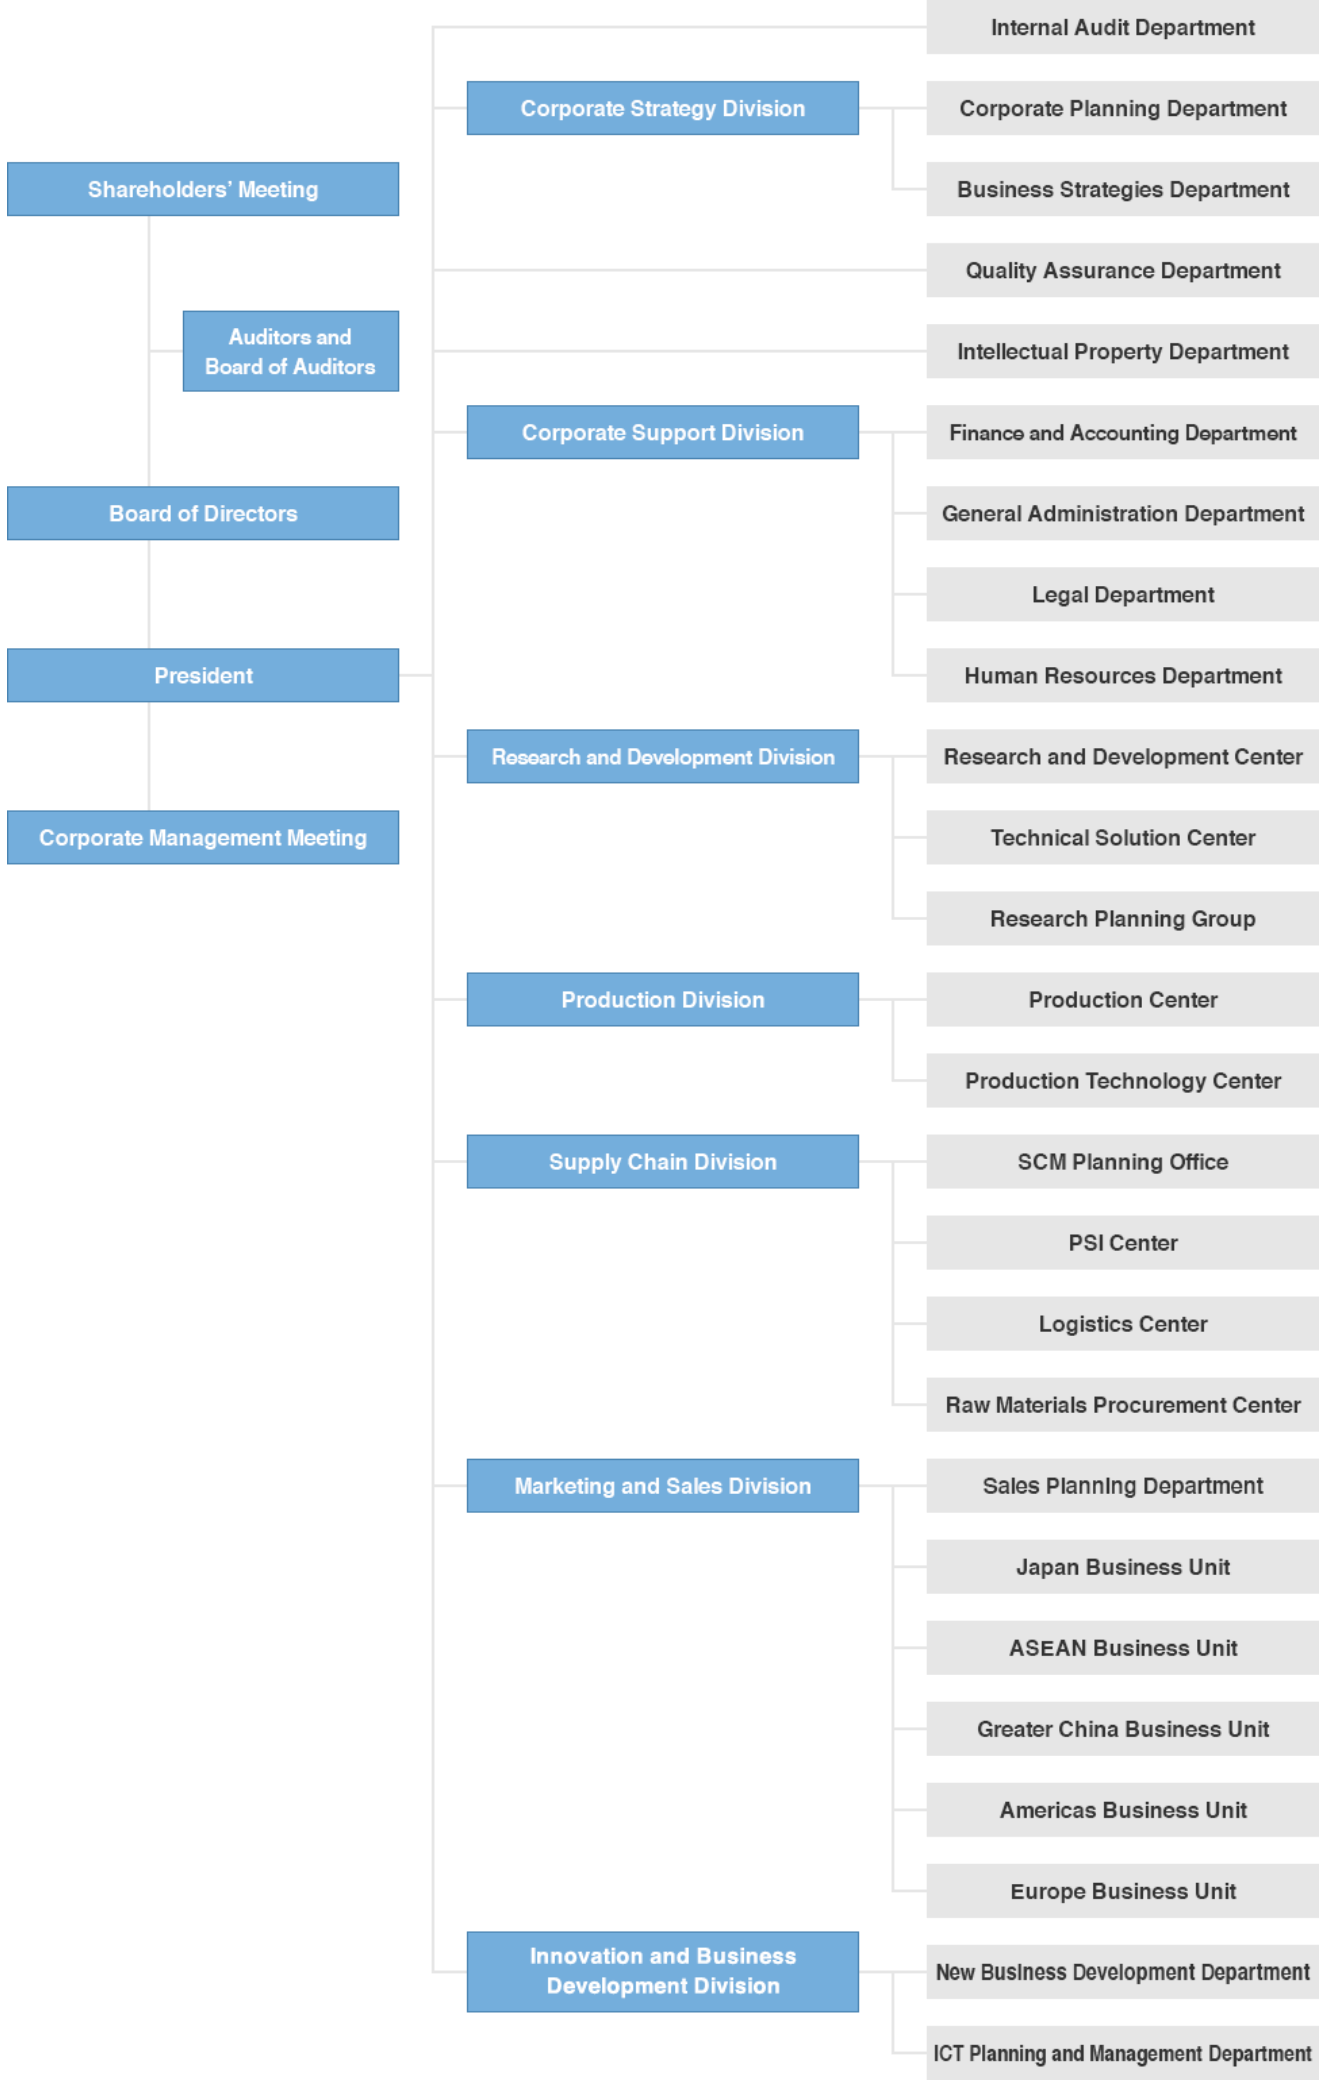 Shareholders’ Meeting
Auditors and
Board of Auditors
Board of Directors
President
Corporate Management Meeting
Internal Audit Department
Corporate Strategy Division
Corporate Planning Department
Business Strategies Department
Quality Assurance Department
Intellectual Property Department
Corporate Support Division
Finance and Accounting Department
General Administration Department
Legal Department
Human Resources Department
Research and Development Division
Research and Development Center
Technical Solution Center
Research Planning Group
Production Division
Production Center
Production Technology Center
Supply Chain Division
SCM Planning Office
PSI Center
Logistics Center
Raw Materials Procurement Center
Marketing and Sales Division
Sales Planning Department
Japan Business Unit
ASEAN Business Unit
Greater China Business Unit
Americas Business Unit
Europe Business Unit
Innovation and Business
Development Division
New Business Development Department
ICT Planning and Management Department